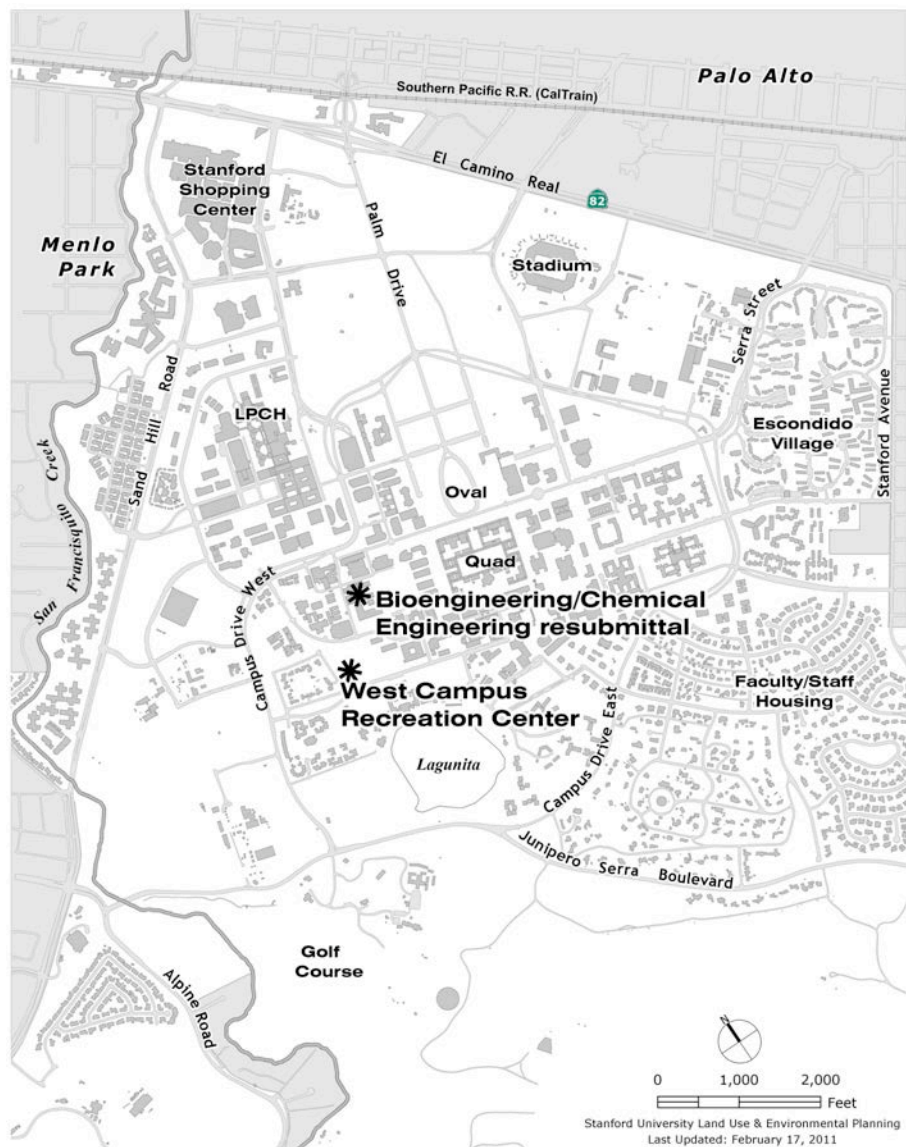 Palo Alto
Southern Pacific R.R. (CalTrain)
El Camino Real
82
Stanford
Shopping
Center
Menlo
Park
Palm Drive
Stadium
Serra Street
Sand Hill Road
LPCH
Escondido
Village
Stanford Avenue
San Francisquito Creek
Oval
Quad
Campus Drive West
Bioengineering/Chemical
Engineering resubmittal
West Campus
Recreation Center
Faculty/Staff
Housing
Lagunita
Campus Drive East
Junipero Serra Boulevard
Golf
Course
Alpine Road
N
0 1,000 2,000
Feet
Stanford University Land Use & Environmental Planning
Last Updated: February 17, 2011